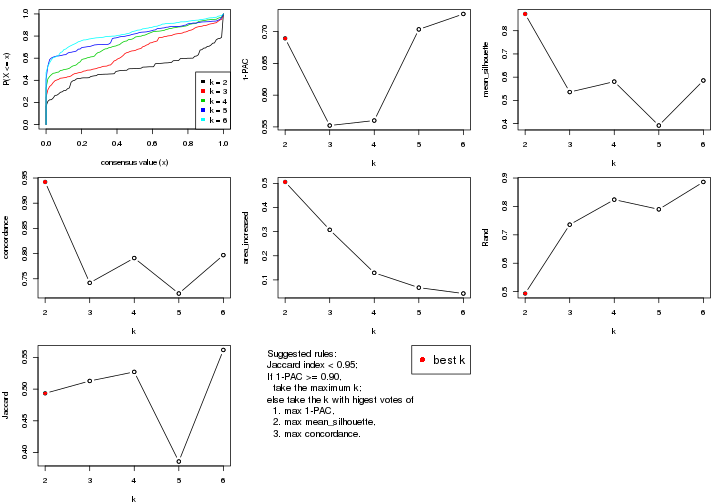 P(X <= x)
1.0
0.8
0.6
0.4
0.2
0.0
0.0 0.2 0.4 0.6 0.8 1.0
consensus value (x)
k = 2
k = 3
k = 4
k = 5
k = 6
1-PAC
0.70
0.65
0.60
0.55
2 3 4 5 6
k
mean_silhouette
0.8
0.7
0.6
0.5
0.4
2 3 4 5 6
k
concordance
0.95
0.90
0.85
0.80
0.75
2 3 4 5 6
k
area_increased
0.5
0.4
0.3
0.2
0.1
2 3 4 5 6
k
Rand
0.9
0.8
0.7
0.6
0.5
2 3 4 5 6
k
Jaccard
0.55
0.50
0.45
0.40
2 3 4 5 6
k
Suggested rules:
Jaccard index < 0.95;
If 1-PAC >= 0.90,
take the maximum k;
else take the k with higest votes of
1. max 1-PAC,
2. max mean_silhouette,
3. max concordance.
best k